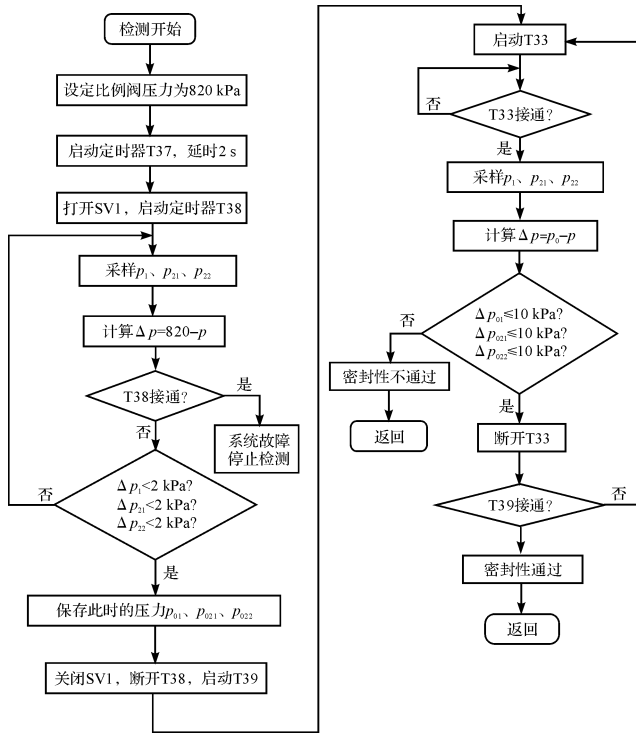 检测开始
设定比例阀压力为820 kPa
启动定时器T37，延时2 s
打开SV1，启动定时器T38
采样p₁、p₂₁、p₂₂
计算Δp=820–p
T38接通？
是
否
系统故障
停止检测
Δp₁<2 kPa?
Δp₂₁<2 kPa?
Δp₂₂<2 kPa?
否
是
保存此时的压力p₀₁、p₀₂₁、p₀₂₂
关闭SV1，断开T38，启动T39
启动T33
T33接通？
否
是
采样p₁、p₂₁、p₂₂
计算Δp=p₀–p
Δp₀₁≤10 kPa?
Δp₀₂₁≤10 kPa?
Δp₀₂₂≤10 kPa?
否
密封性不通过
返回
是
断开T33
T39接通？
否
是
密封性通过
返回